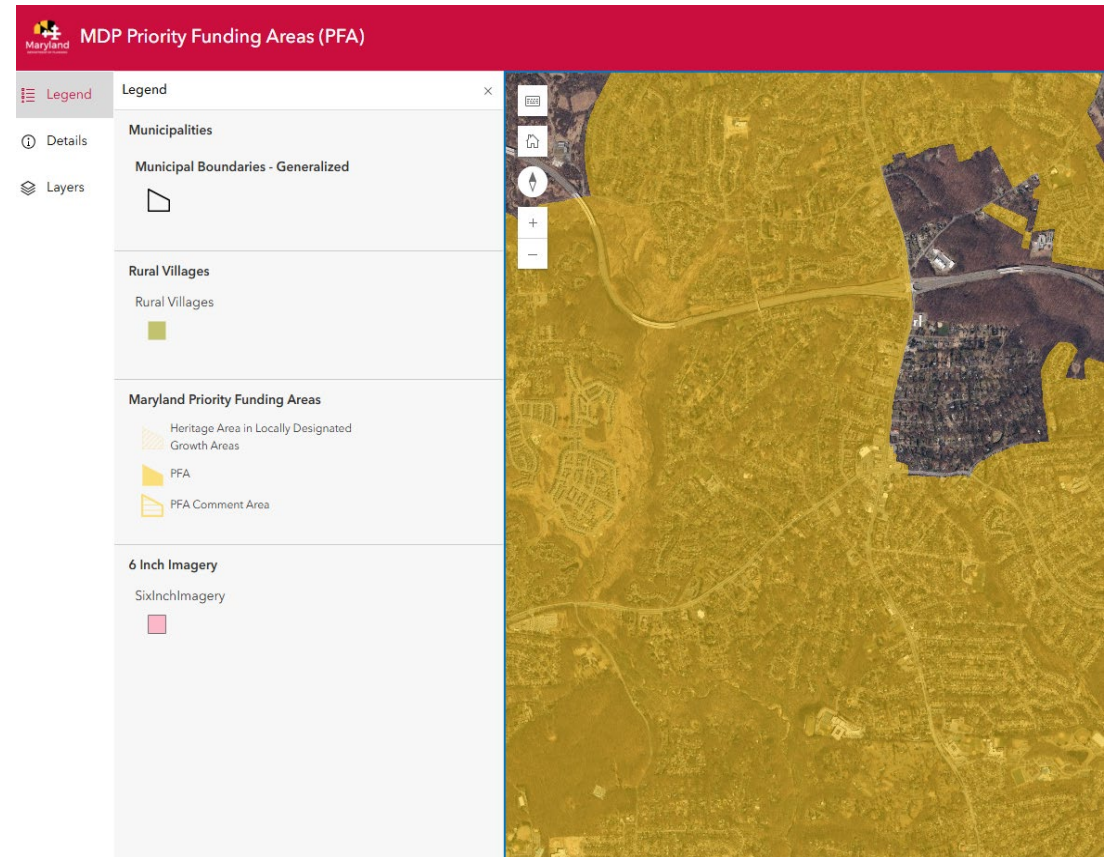 Maryland
MDP Priority Funding Areas (PFA)
Legend
Details
Layers
Legend
Municipalities
Municipal Boundaries - Generalized
Rural Villages
Rural Villages
Maryland Priority Funding Areas
Heritage Area in Locally Designated
Growth Areas
PFA
PFA Comment Area
6 Inch Imagery
SixInchImagery